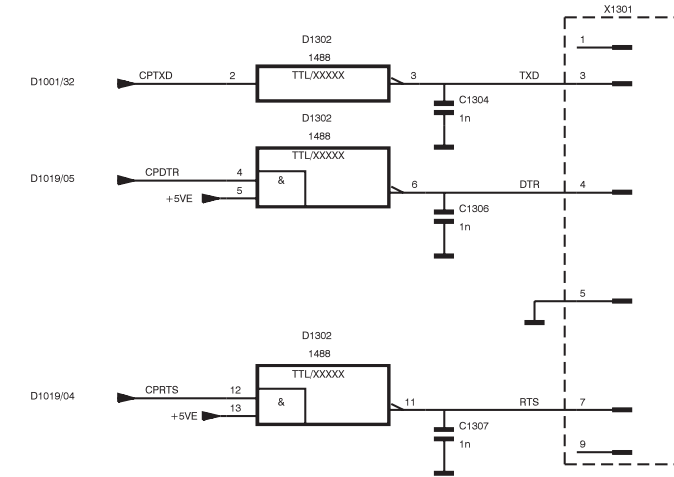 X1301
D1302
1488
1
D1001/32 CPTXD 2 TTL/XXXXX 3 TXD 3
C1304
1n
D1302
1488
TTL/XXXXX
D1019/05 CPDTR 4 & 6 DTR 4
+5VE 5
C1306
1n
5
D1302
1488
TTL/XXXXX
D1019/04 CPRTS 12 & 11 RTS 7
+5VE 13
C1307
1n
9